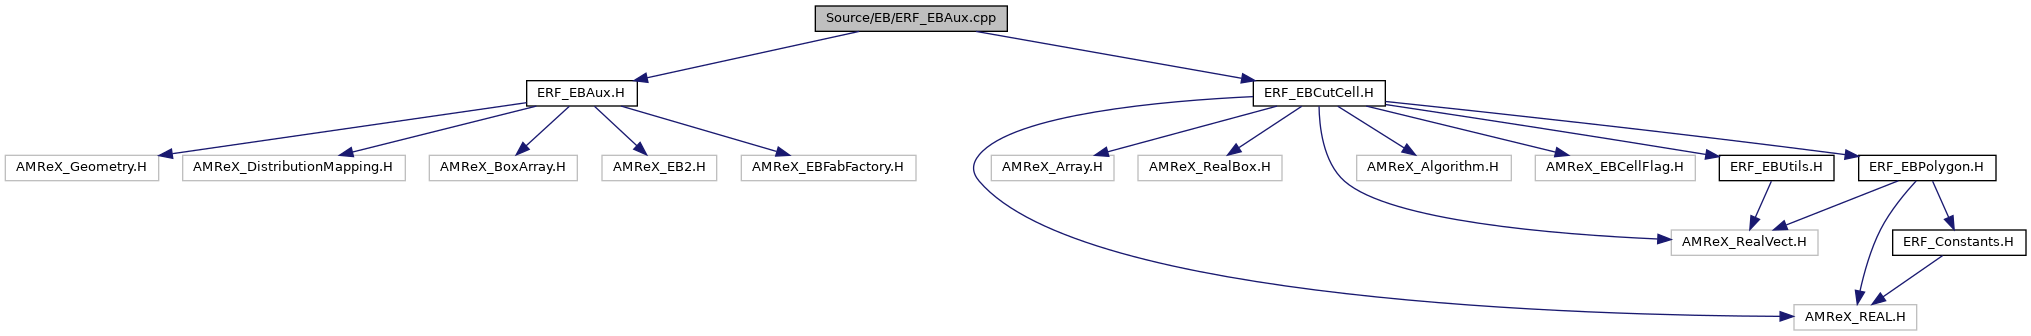 Source/EB/ERF_EBAux.cpp
ERF_EBAux.H
ERF_EBCutCell.H
AMReX_Geometry.H
AMReX_DistributionMapping.H
AMReX_BoxArray.H
AMReX_EB2.H
AMReX_EBFabFactory.H
AMReX_Array.H
AMReX_RealBox.H
AMReX_Algorithm.H
AMReX_EBCellFlag.H
ERF_EBUtils.H
ERF_EBPolygon.H
AMReX_RealVect.H
ERF_Constants.H
AMReX_REAL.H